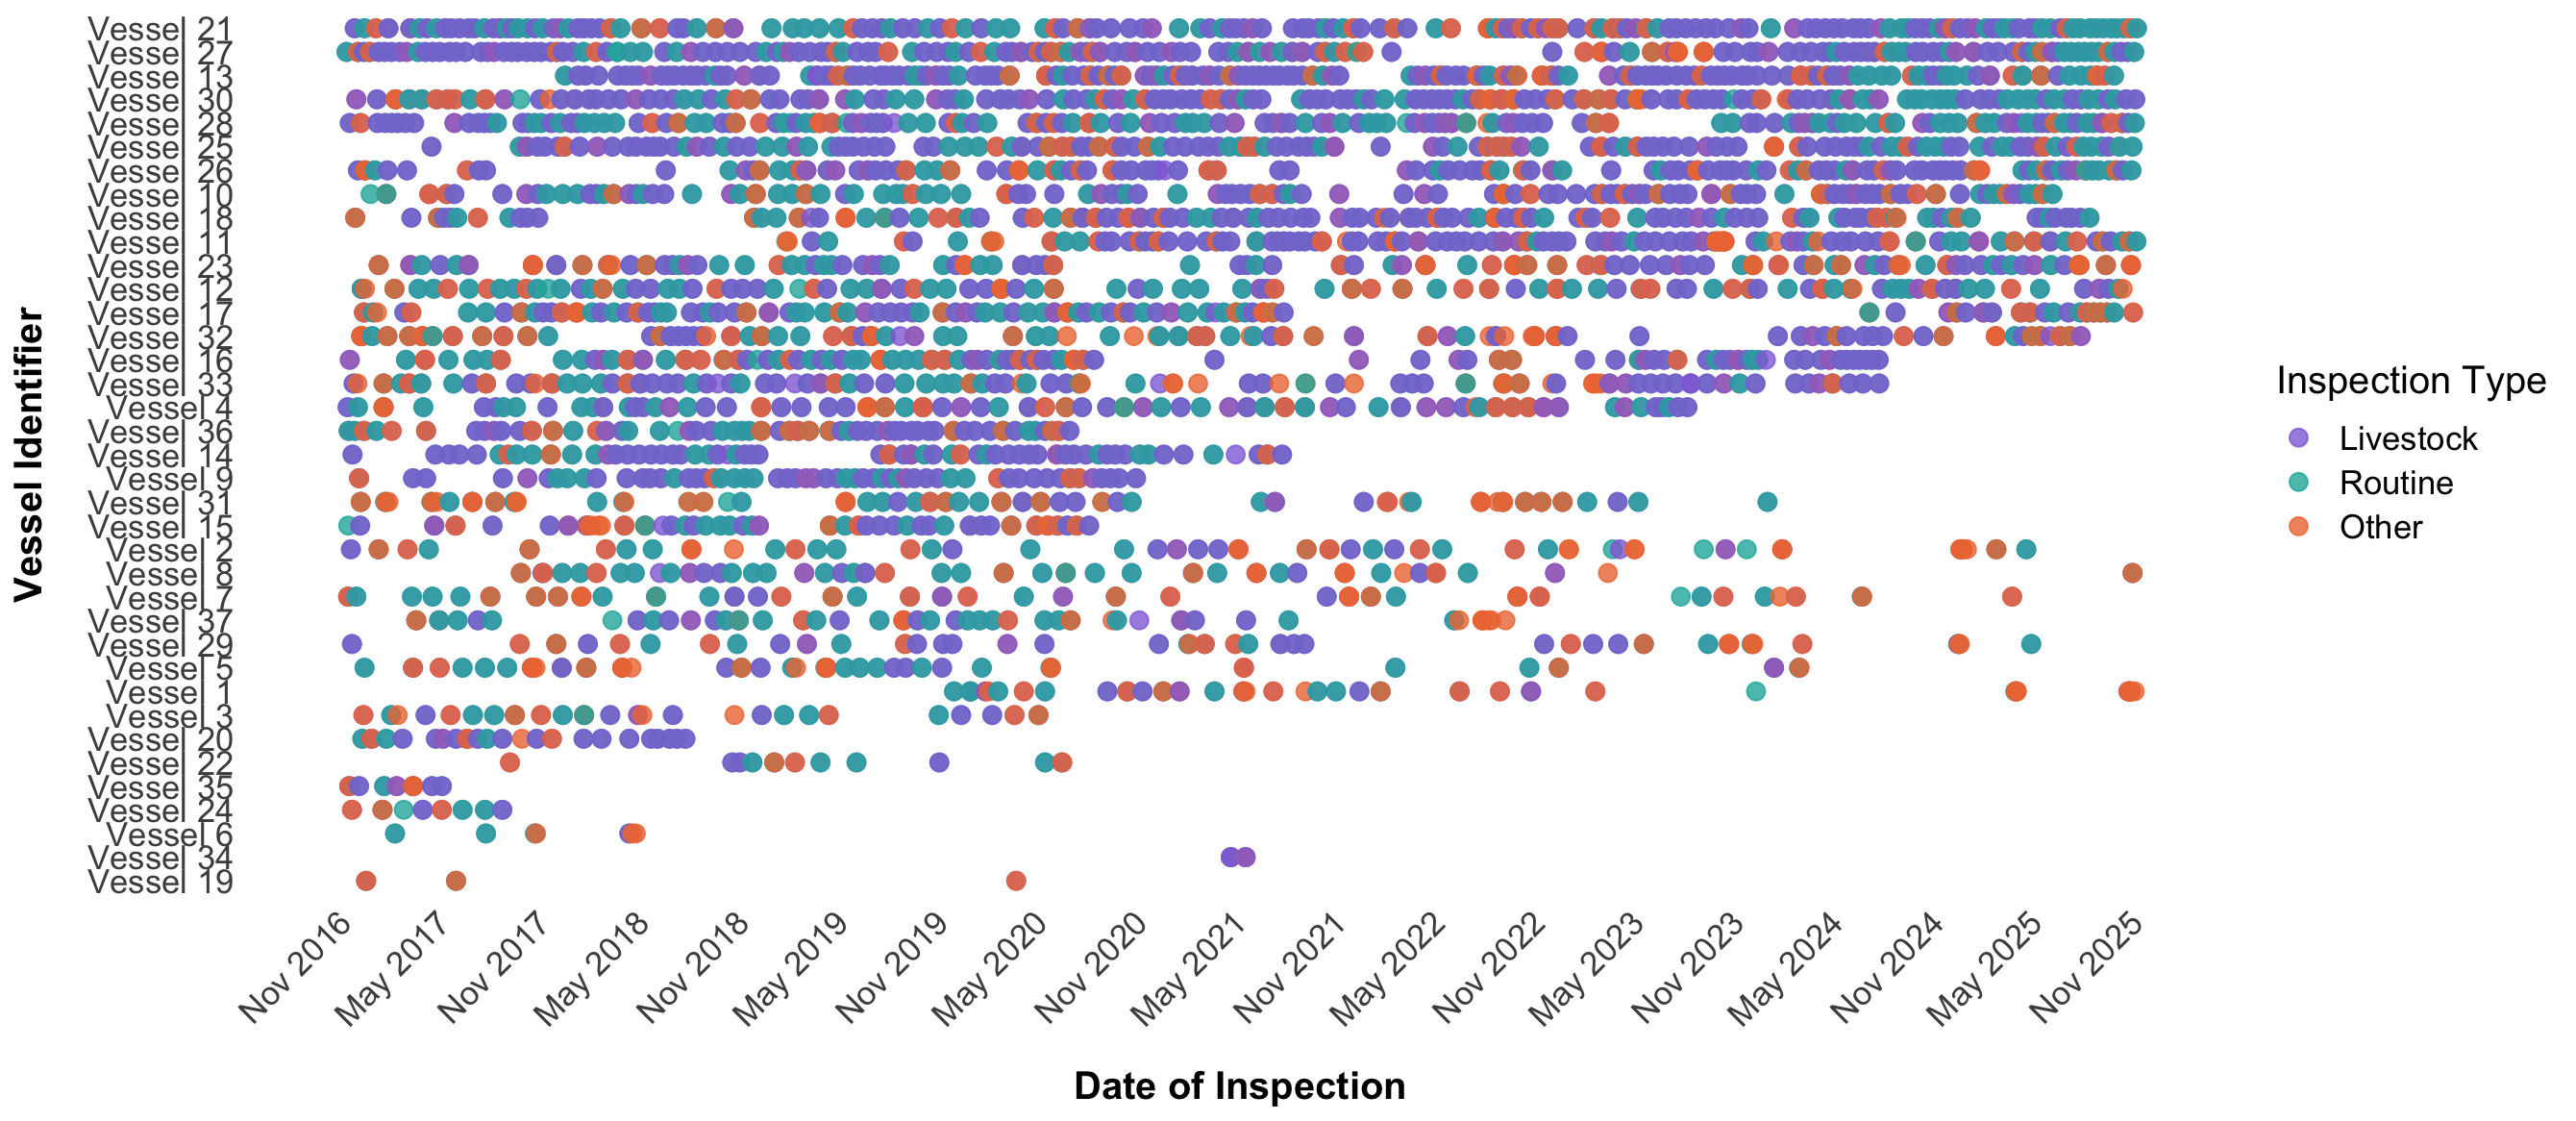 Vessel Identifier
Vessel 21
Vessel 27
Vessel 13
Vessel 30
Vessel 28
Vessel 25
Vessel 26
Vessel 10
Vessel 18
Vessel 11
Vessel 23
Vessel 12
Vessel 17
Vessel 32
Vessel 16
Vessel 33
Vessel 4
Vessel 36
Vessel 14
Vessel 9
Vessel 31
Vessel 15
Vessel 2
Vessel 8
Vessel 7
Vessel 37
Vessel 29
Vessel 5
Vessel 1
Vessel 3
Vessel 20
Vessel 22
Vessel 35
Vessel 24
Vessel 6
Vessel 34
Vessel 19
Nov 2016
May 2017
Nov 2017
May 2018
Nov 2018
May 2019
Nov 2019
May 2020
Nov 2020
May 2021
Nov 2021
May 2022
Nov 2022
May 2023
Nov 2023
May 2024
Nov 2024
May 2025
Nov 2025
Date of Inspection
Inspection Type
Livestock
Routine
Other